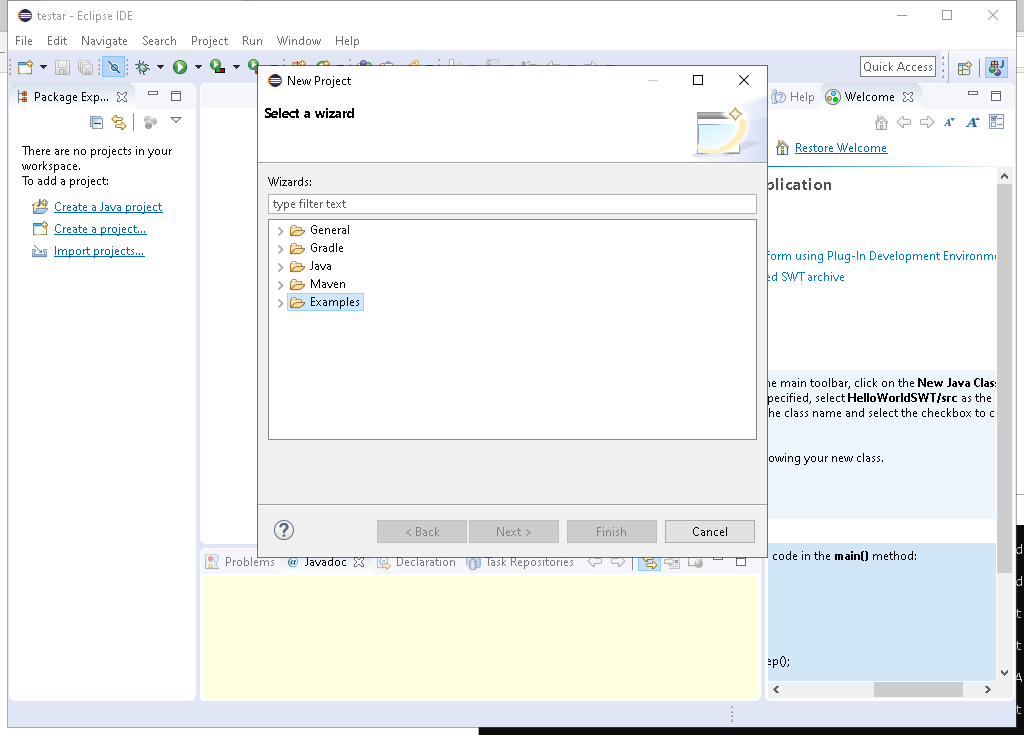 testar - Eclipse IDE
File Edit Navigate Search Project Run Window Help
Quick Access
Package Exp...
There are no projects in your
workspace.
To add a project:
Create a Java project
Create a project...
Import projects...
New Project
Select a wizard
Wizards:
type filter text
General
Gradle
Java
Maven
Examples
< Back Next > Finish Cancel
Help Welcome
Restore Welcome
plication
form using Plug-In Development Environme
ed SWT archive
he main toolbar, click on the New Java Clas
pecified, select HelloWorldSWT/src as the
he class name and select the checkbox to c
owing your new class.
code in the main() method:
ep();
Problems @ Javadoc Declaration Task Repositories